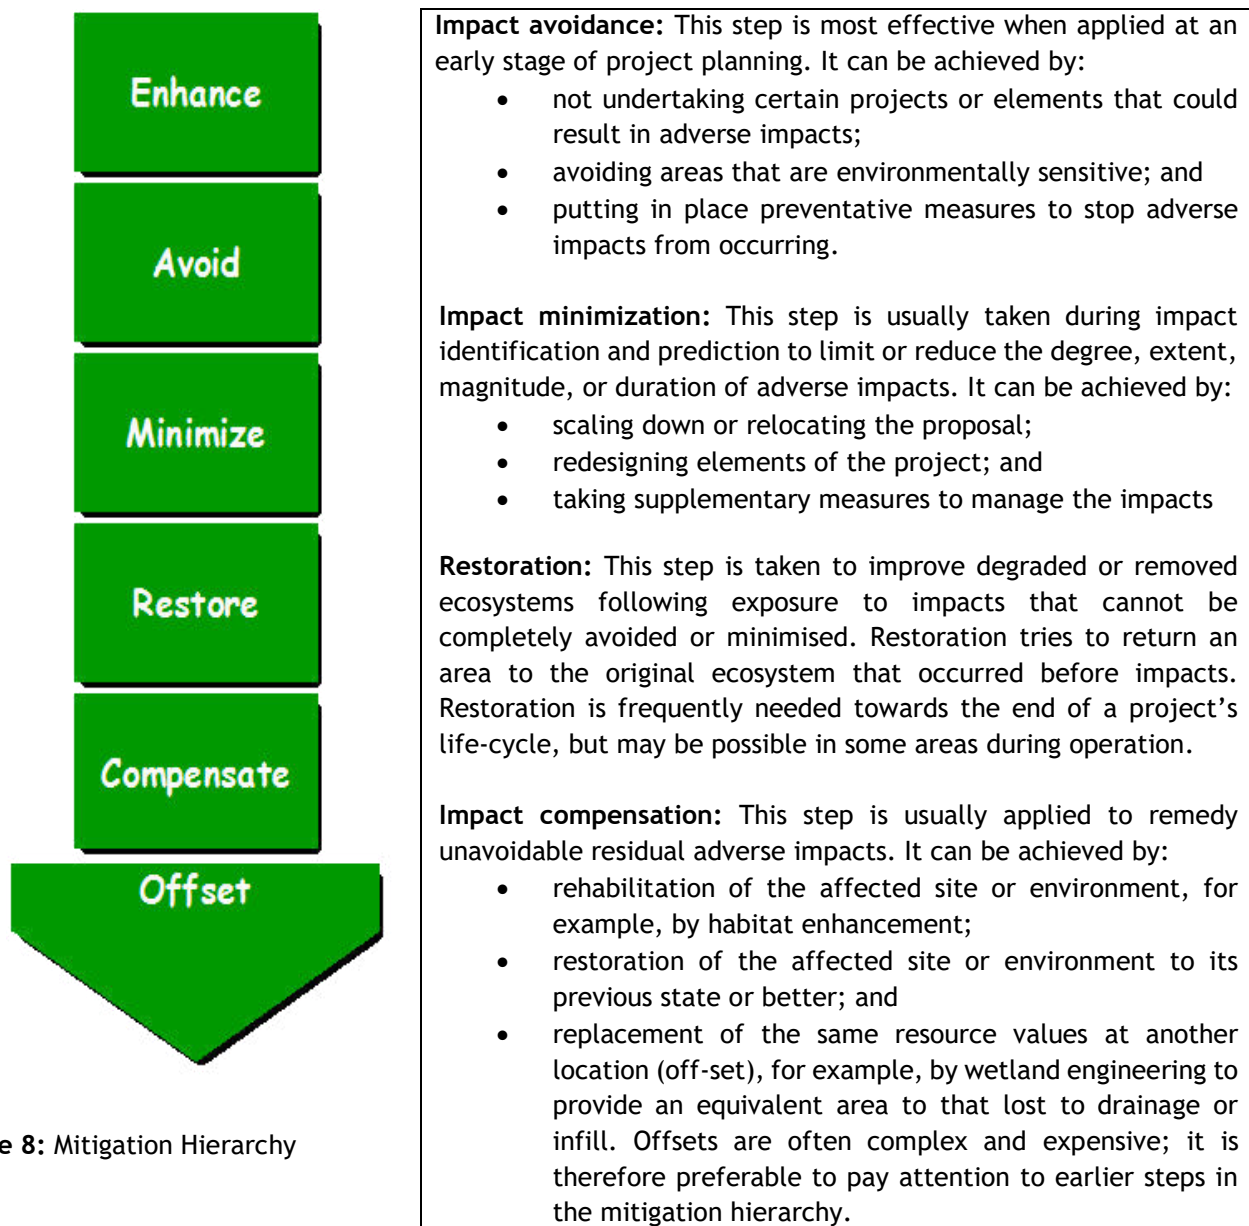 Enhance
Avoid
Minimize
Restore
Compensate
Offset
e 8: Mitigation Hierarchy
Impact avoidance: This step is most effective when applied at an
early stage of project planning. It can be achieved by:
• not undertaking certain projects or elements that could
result in adverse impacts;
• avoiding areas that are environmentally sensitive; and
• putting in place preventative measures to stop adverse
impacts from occurring.
Impact minimization: This step is usually taken during impact
identification and prediction to limit or reduce the degree, extent,
magnitude, or duration of adverse impacts. It can be achieved by:
• scaling down or relocating the proposal;
• redesigning elements of the project; and
• taking supplementary measures to manage the impacts
Restoration: This step is taken to improve degraded or removed
ecosystems following exposure to impacts that cannot be
completely avoided or minimised. Restoration tries to return an
area to the original ecosystem that occurred before impacts.
Restoration is frequently needed towards the end of a project’s
life-cycle, but may be possible in some areas during operation.
Impact compensation: This step is usually applied to remedy
unavoidable residual adverse impacts. It can be achieved by:
• rehabilitation of the affected site or environment, for
example, by habitat enhancement;
• restoration of the affected site or environment to its
previous state or better; and
• replacement of the same resource values at another
location (off-set), for example, by wetland engineering to
provide an equivalent area to that lost to drainage or
infill. Offsets are often complex and expensive; it is
therefore preferable to pay attention to earlier steps in
the mitigation hierarchy.